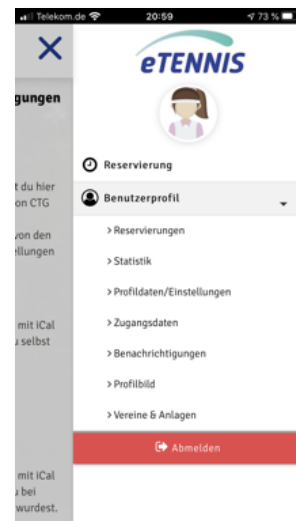 Telekom.de 20:59 73 %
eTENNIS
gungen
Reservierung
t du hier
on CTG
Benutzerprofil
von den
ellungen
> Reservierungen
> Statistik
> Profildaten/Einstellungen
mit iCal
u selbst
> Zugangsdaten
> Benachrichtigungen
> Profilbild
> Vereine & Anlagen
Abmelden
mit iCal
u bei
wurdest.